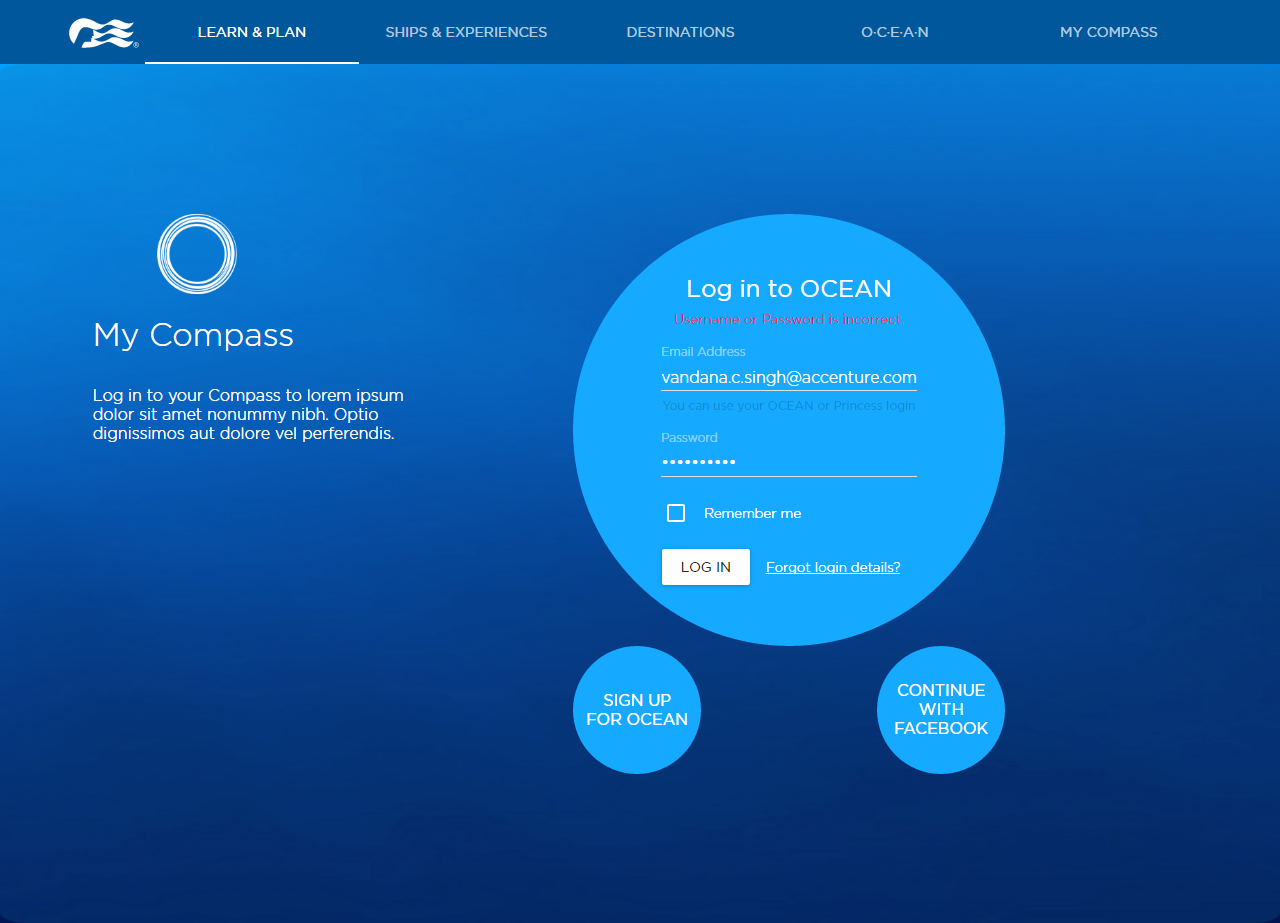 LEARN & PLAN
SHIPS & EXPERIENCES
DESTINATIONS
O·C·E·A·N
MY COMPASS
My Compass
Log in to your Compass to lorem ipsum
dolor sit amet nonummy nibh. Optio
dignissimos aut dolore vel perferendis.
Log in to OCEAN
Username or Password is incorrect
Email Address
vandana.c.singh@accenture.com
You can use your OCEAN or Princess login
Password
••••••••••
Remember me
LOG IN
Forgot login details?
SIGN UP
FOR OCEAN
CONTINUE
WITH
FACEBOOK